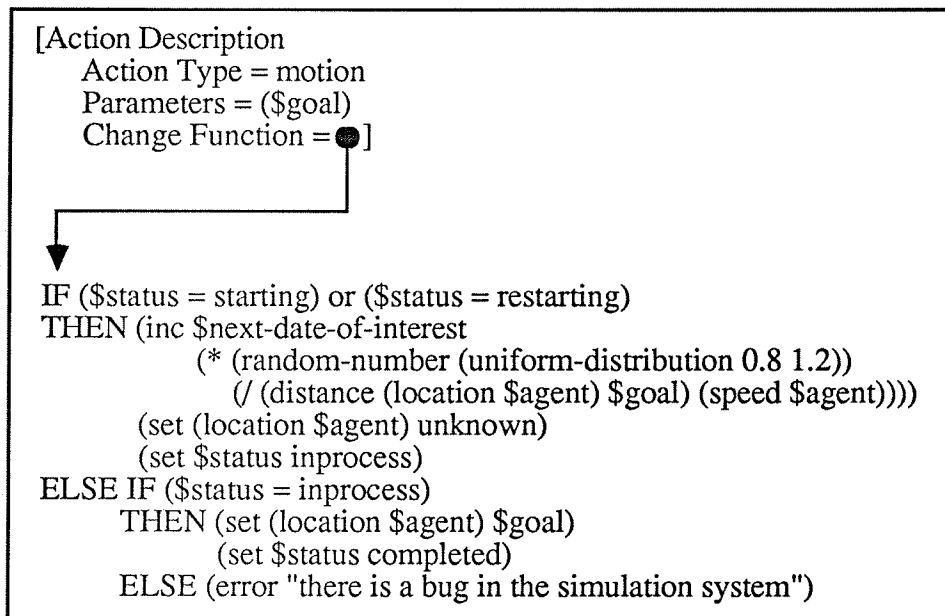 [Action Description
Action Type = motion
Parameters = ($goal)
Change Function = ]
IF ($status = starting) or ($status = restarting)
THEN (inc $next-date-of-interest
(* (random-number (uniform-distribution 0.8 1.2))
(/ (distance (location $agent) $goal) (speed $agent))))
(set (location $agent) unknown)
(set $status inprocess)
ELSE IF ($status = inprocess)
THEN (set (location $agent) $goal)
(set $status completed)
ELSE (error "there is a bug in the simulation system")